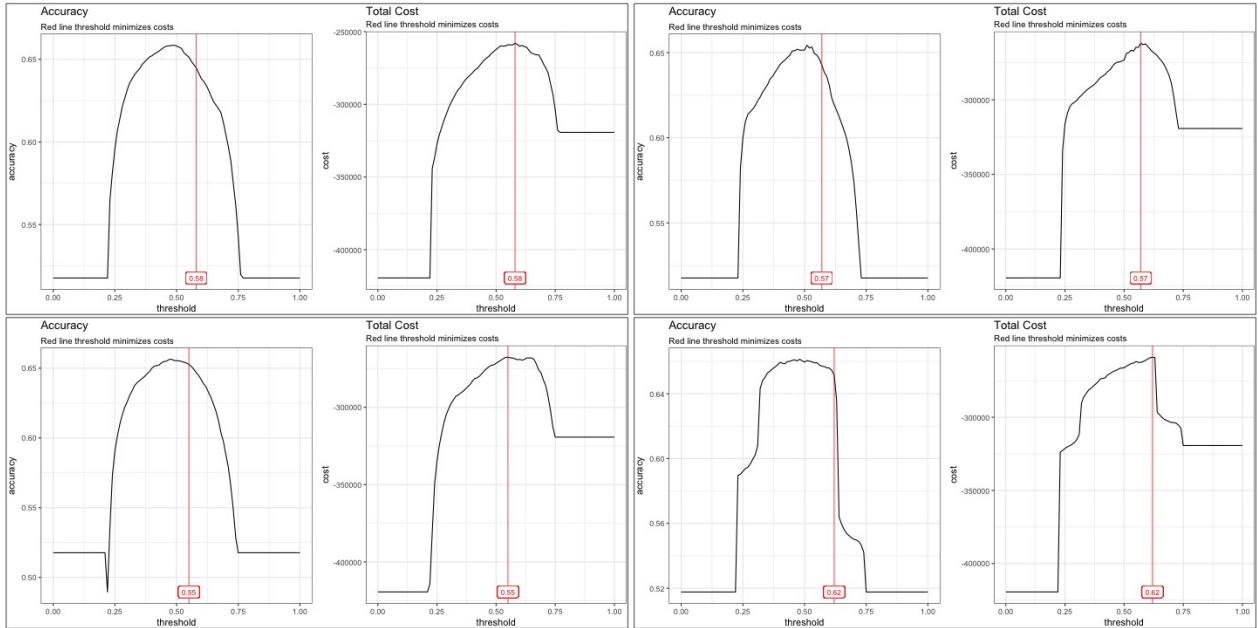 Accuracy
Red line threshold minimizes costs
accuracy
0.65
0.60
0.55
0.58
0.00 0.25 0.50 0.75 1.00
threshold
Total Cost
Red line threshold minimizes costs
cost
-250000
-300000
-350000
-400000
0.58
0.00 0.25 0.50 0.75 1.00
threshold
Accuracy
Red line threshold minimizes costs
accuracy
0.65
0.60
0.55
0.57
0.00 0.25 0.50 0.75 1.00
threshold
Total Cost
Red line threshold minimizes costs
cost
-300000
-350000
-400000
0.57
0.00 0.25 0.50 0.75 1.00
threshold
Accuracy
Red line threshold minimizes costs
accuracy
0.65
0.60
0.55
0.50
0.55
0.00 0.25 0.50 0.75 1.00
threshold
Total Cost
Red line threshold minimizes costs
cost
-300000
-350000
-400000
0.55
0.00 0.25 0.50 0.75 1.00
threshold
Accuracy
Red line threshold minimizes costs
accuracy
0.64
0.60
0.56
0.52
0.62
0.00 0.25 0.50 0.75 1.00
threshold
Total Cost
Red line threshold minimizes costs
cost
-300000
-350000
-400000
0.62
0.00 0.25 0.50 0.75 1.00
threshold